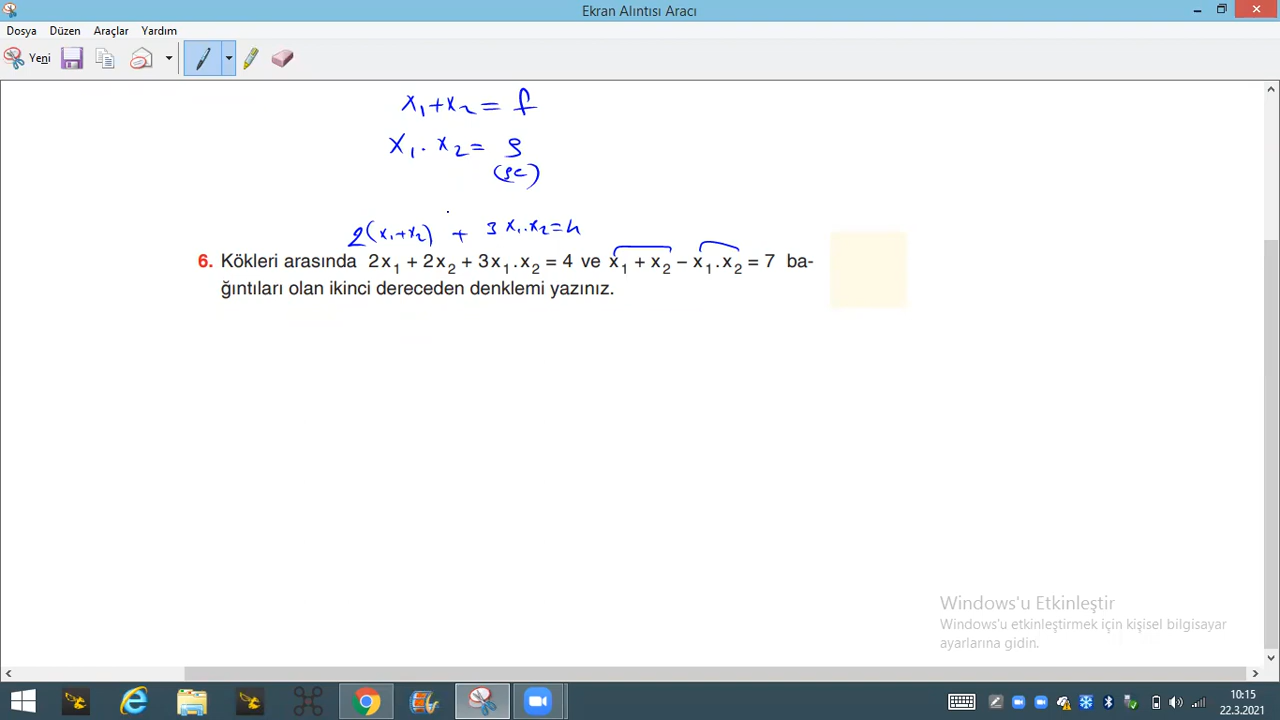 Ekran Alıntısı Aracı
Dosya Düzen Araçlar Yardım
Yeni
x₁+x₂ = f
x₁ . x₂ =
2(x₁+x₂) + 3 x₁.x₂ = 4
6. Kökleri arasında 2x₁ + 2x₂ + 3x₁.x₂ = 4 ve x₁ + x₂ − x₁.x₂ = 7 ba-
ğıntıları olan ikinci dereceden denklemi yazınız.
Windows'u Etkinleştir
Windows'u etkinleştirmek için kişisel bilgisayar
ayarlarına gidin.
10:15
22.3.2021